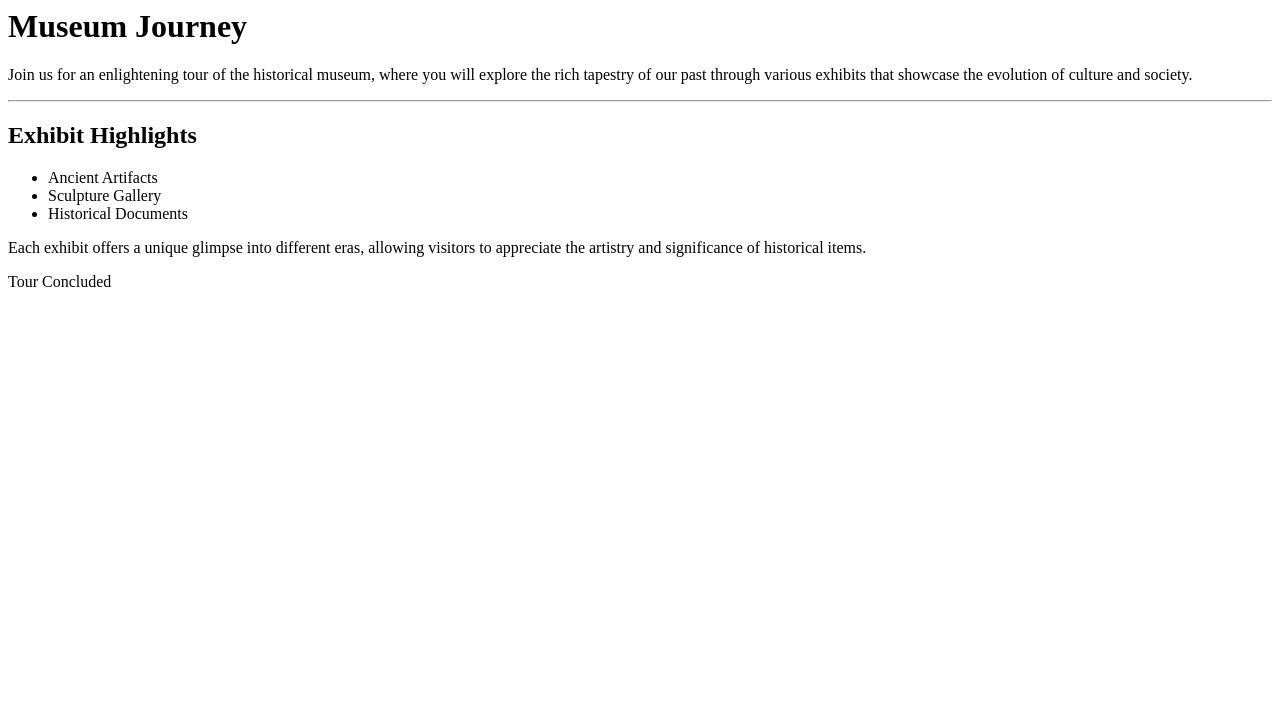 Museum Journey
Join us for an enlightening tour of the historical museum, where you will explore the rich tapestry of our past through various exhibits that showcase the evolution of culture and society.
Exhibit Highlights
Ancient Artifacts
Sculpture Gallery
Historical Documents
Each exhibit offers a unique glimpse into different eras, allowing visitors to appreciate the artistry and significance of historical items.
Tour Concluded